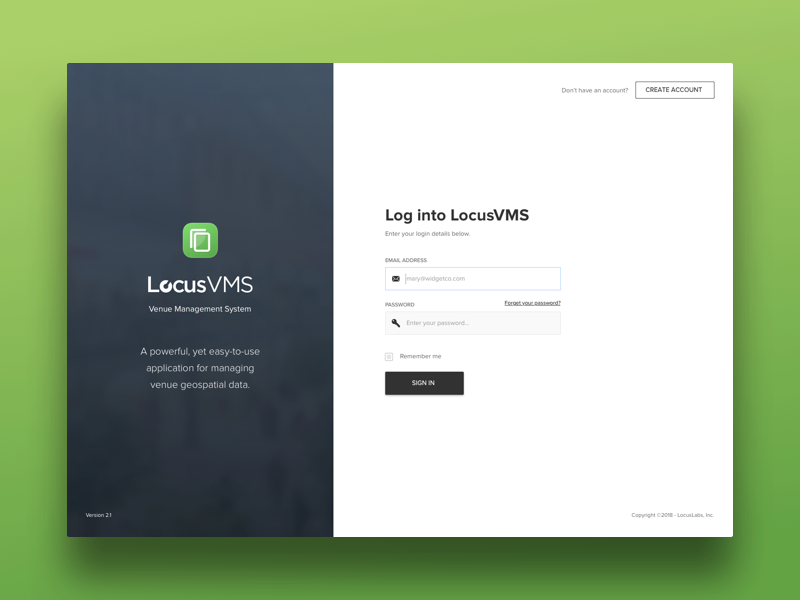 Don't have an account?
CREATE ACCOUNT
LocusVMS
Venue Management System
A powerful, yet easy-to-use
application for managing
venue geospatial data.
Version 2.1
Log into LocusVMS
Enter your login details below.
EMAIL ADDRESS
mary@widgetco.com
PASSWORD
Forget your password?
Enter your password...
Remember me
SIGN IN
Copyright ©2018 - LocusLabs, Inc.